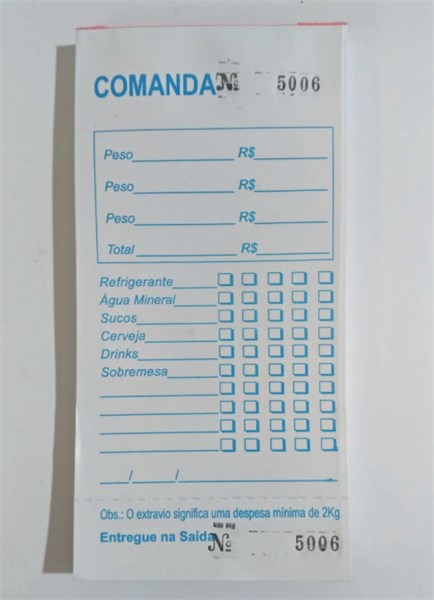 COMANDA Nº 5006
Peso R$
Peso R$
Peso R$
Total R$
Refrigerante
Água Mineral
Sucos
Cerveja
Drinks
Sobremesa
/ /
Obs.: O extravio significa uma despesa mínima de 2Kg
Entregue na Saída Nº 5006